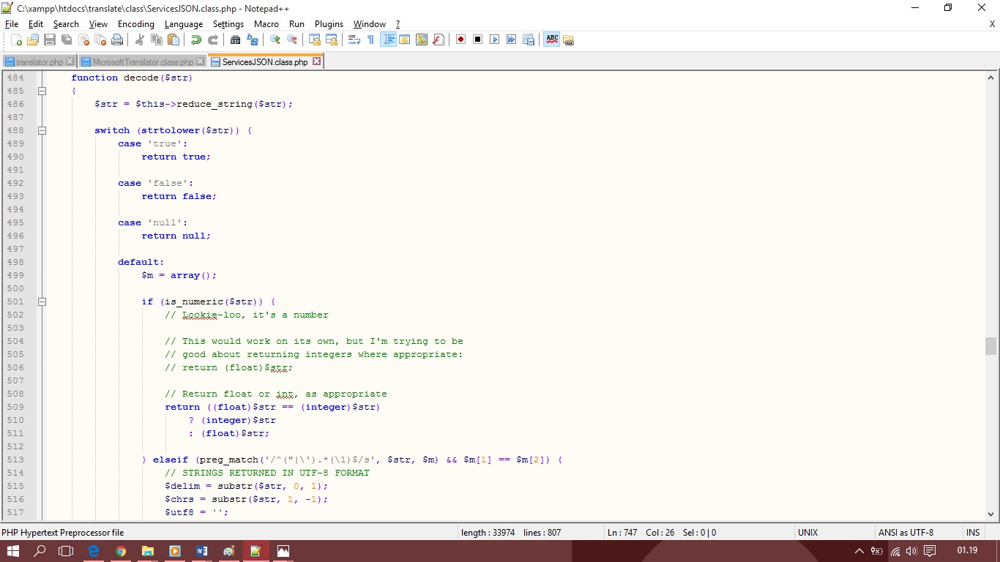 C:\xampp\htdocs\translate\class\ServicesJSON.class.php - Notepad++
File Edit Search View Encoding Language Settings Macro Run Plugins Window ? X
translator.php MicrosoftTranslator.class.php ServicesJSON.class.php
484 function decode($str)
485 {
486 $str = $this->reduce_string($str);
487
488 switch (strtolower($str)) {
489 case 'true':
490 return true;
491
492 case 'false':
493 return false;
494
495 case 'null':
496 return null;
497
498 default:
499 $m = array();
500
501 if (is_numeric($str)) {
502 // Lookie-loo, it's a number
503
504 // This would work on its own, but I'm trying to be
505 // good about returning integers where appropriate:
506 // return (float)$str;
507
508 // Return float or int, as appropriate
509 return ((float)$str == (integer)$str)
510 ? (integer)$str
511 : (float)$str;
512
513 } elseif (preg_match('/^("|\').*(\1)$/s', $str, $m) && $m[1] == $m[2]) {
514 // STRINGS RETURNED IN UTF-8 FORMAT
515 $delim = substr($str, 0, 1);
516 $chrs = substr($str, 1, -1);
517 $utf8 = '';
PHP Hypertext Preprocessor file length : 33974 lines : 807 Ln : 747 Col : 26 Sel : 0 | 0 UNIX ANSI as UTF-8 INS
01.19